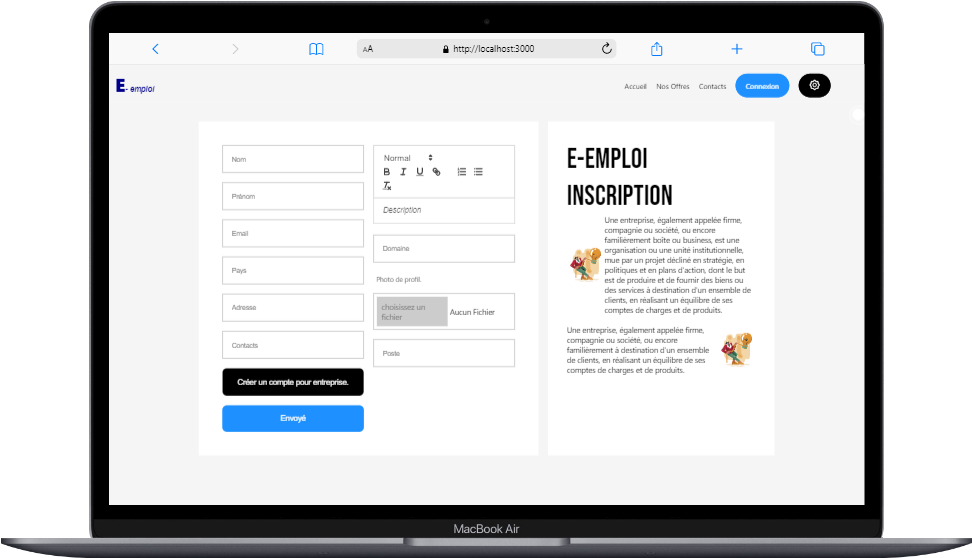 AA http://localhost:3000
E- emploi
Accueil Nos Offres Contacts Connexion
Nom
Prénom
Email
Pays
Adresse
Contacts
Créer un compte pour entreprise.
Envoyé
Normal
B I U
Tx
Description
Domaine
Photo de profil.
choisissez un
fichier
Aucun Fichier
Poste
E-EMPLOI
INSCRIPTION
Une entreprise, également appelée firme,
compagnie ou société, ou encore
familièrement boîte ou business, est une
organisation ou une unité institutionnelle,
mue par un projet décliné en stratégie, en
politiques et en plans d'action, dont le but
est de produire et de fournir des biens ou
des services à destination d'un ensemble de
clients, en réalisant un équilibre de ses
comptes de charges et de produits.
Une entreprise, également appelée firme,
compagnie ou société, ou encore
familièrement à destination d'un ensemble
de clients, en réalisant un équilibre de ses
comptes de charges et de produits.
MacBook Air